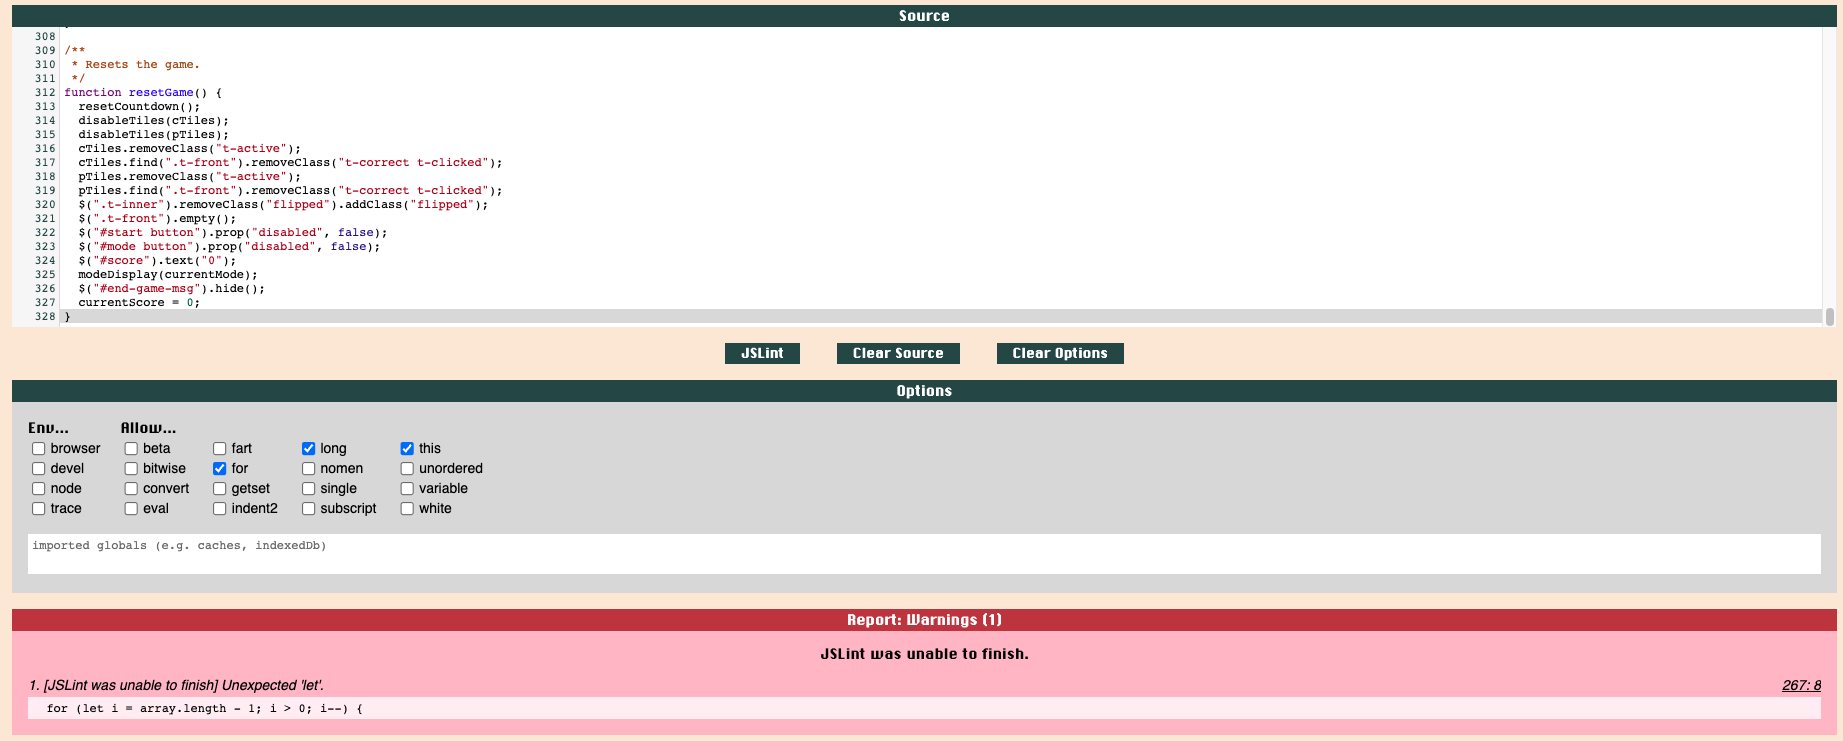 Source
308
309 /**
310  * Resets the game.
311  */
312 function resetGame() {
313   resetCountdown();
314   disableTiles(cTiles);
315   disableTiles(pTiles);
316   cTiles.removeClass("t-active");
317   cTiles.find(".t-front").removeClass("t-correct t-clicked");
318   pTiles.removeClass("t-active");
319   pTiles.find(".t-front").removeClass("t-correct t-clicked");
320   $(".t-inner").removeClass("flipped").addClass("flipped");
321   $(".t-front").empty();
322   $("#start button").prop("disabled", false);
323   $("#mode button").prop("disabled", false);
324   $("#score").text("0");
325   modeDisplay(currentMode);
326   $("#end-game-msg").hide();
327   currentScore = 0;
328 }
JSLint Clear Source Clear Options
Options
Env... Allow...
browser beta fart long this
devel bitwise for nomen unordered
node convert getset single variable
trace eval indent2 subscript white
imported globals (e.g. caches, indexedDb)
Report: Warnings (1)
JSLint was unable to finish.
1. [JSLint was unable to finish] Unexpected 'let'. 267: 8
for (let i = array.length - 1; i > 0; i--) {